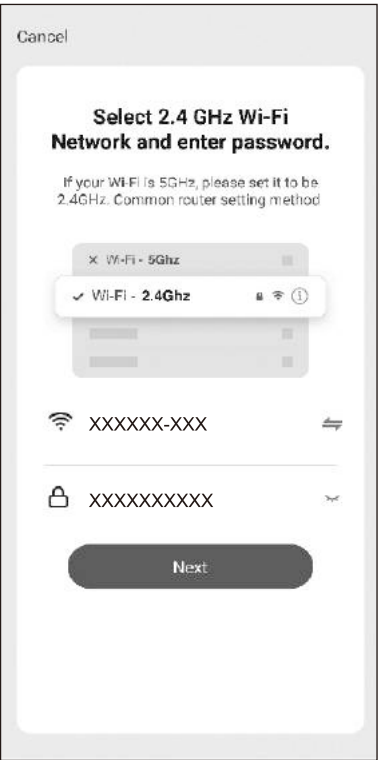 Cancel
Select 2.4 GHz Wi-Fi
Network and enter password.
If your Wi-Fi is 5GHz, please set it to be
2.4GHz. Common router setting method
× Wi-Fi - 5Ghz
✓ Wi-Fi - 2.4Ghz
XXXXXX-XXX
XXXXXXXXXX
Next